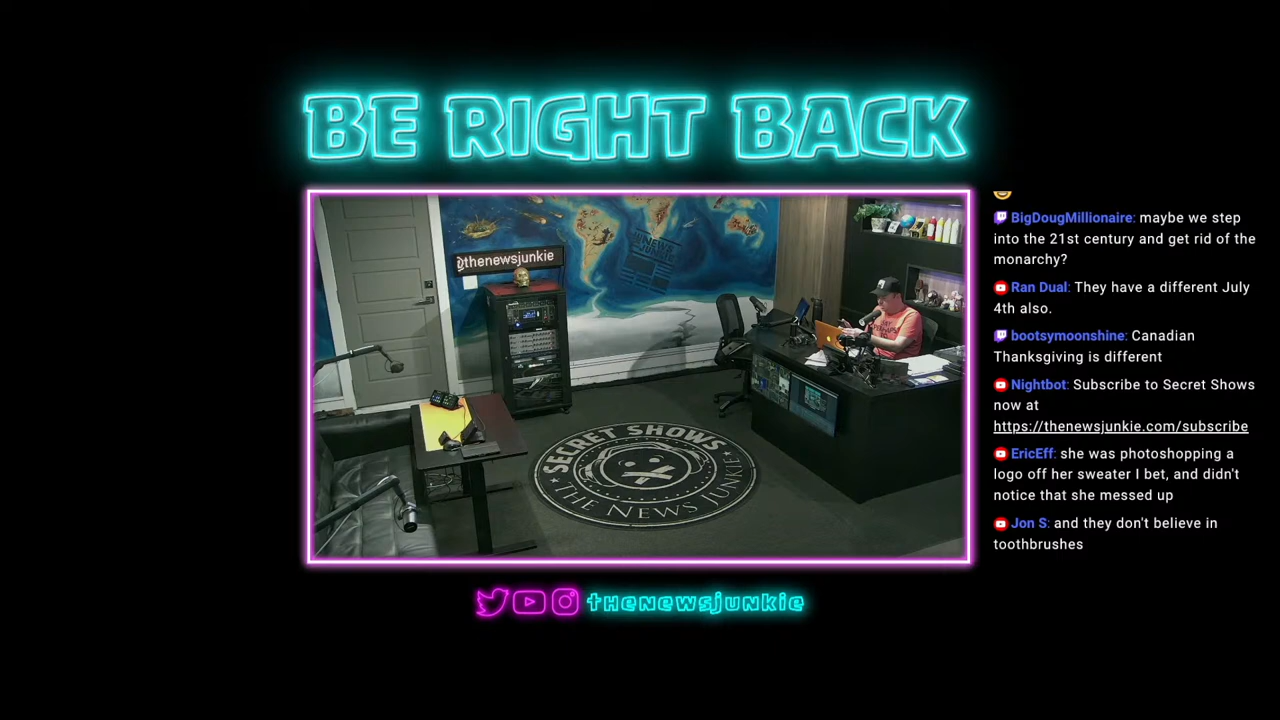 BE RIGHT BACK
@thenewsjunkie
THE NEWS
JUNKIE
SECRET SHOWS
THE NEWS JUNKIE
BigDougMillionaire: maybe we step
into the 21st century and get rid of the
monarchy?
Ran Dual: They have a different July
4th also.
bootsymoonshine: Canadian
Thanksgiving is different
Nightbot: Subscribe to Secret Shows
now at
https://thenewsjunkie.com/subscribe
EricEff: she was photoshopping a
logo off her sweater I bet, and didn't
notice that she messed up
Jon S: and they don't believe in
toothbrushes
thenewsjunkie